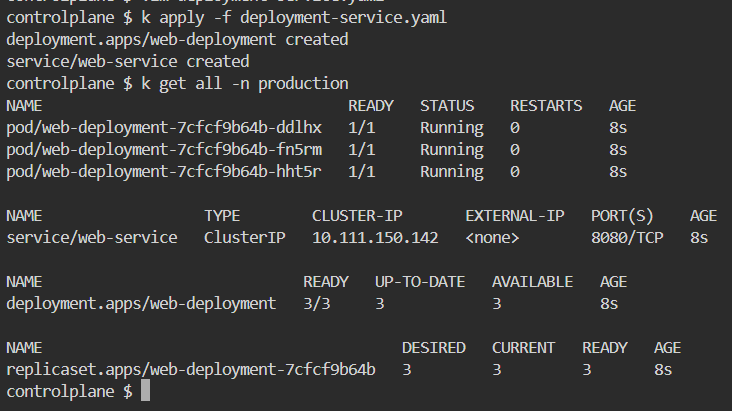 controlplane $ vim deployment-service.yaml
controlplane $ k apply -f deployment-service.yaml
deployment.apps/web-deployment created
service/web-service created
controlplane $ k get all -n production
NAME READY STATUS RESTARTS AGE
pod/web-deployment-7cfcf9b64b-ddlhx 1/1 Running 0 8s
pod/web-deployment-7cfcf9b64b-fn5rm 1/1 Running 0 8s
pod/web-deployment-7cfcf9b64b-hht5r 1/1 Running 0 8s
NAME TYPE CLUSTER-IP EXTERNAL-IP PORT(S) AGE
service/web-service ClusterIP 10.111.150.142 <none> 8080/TCP 8s
NAME READY UP-TO-DATE AVAILABLE AGE
deployment.apps/web-deployment 3/3 3 3 8s
NAME DESIRED CURRENT READY AGE
replicaset.apps/web-deployment-7cfcf9b64b 3 3 3 8s
controlplane $